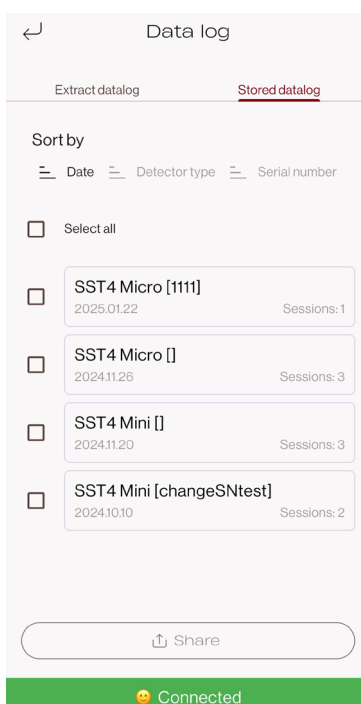 Data log
Extract datalog Stored datalog
Sort by
Date Detector type Serial number
Select all
SST4 Micro [1111]
2025.01.22 Sessions: 1
SST4 Micro []
2024.11.26 Sessions: 3
SST4 Mini []
2024.11.20 Sessions: 3
SST4 Mini [changeSNtest]
2024.10.10 Sessions: 2
Share
Connected